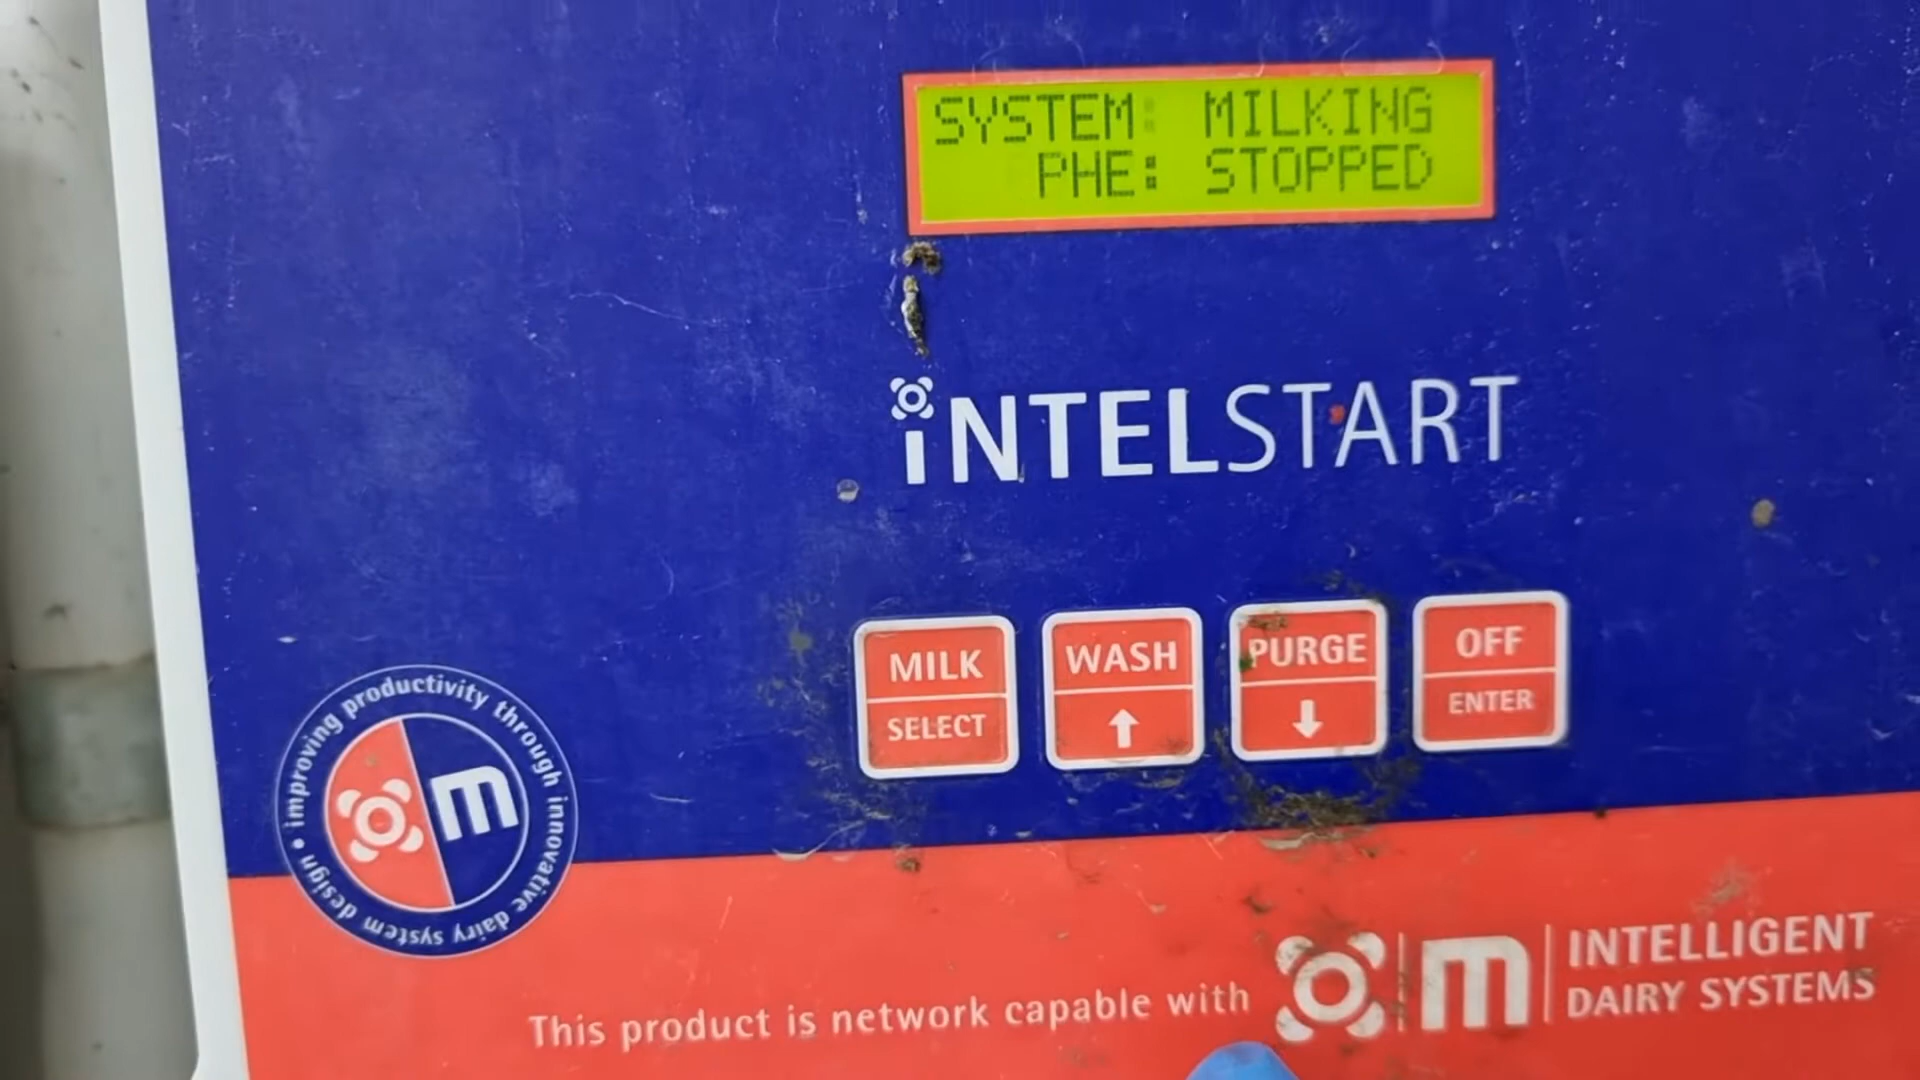 SYSTEM: MILKING
PHE: STOPPED
iNTELSTART
MILK
SELECT
WASH
↑
PURGE
↓
OFF
ENTER
improving productivity through innovative dairy system design •
m
This product is network capable with
m
INTELLIGENT
DAIRY SYSTEMS